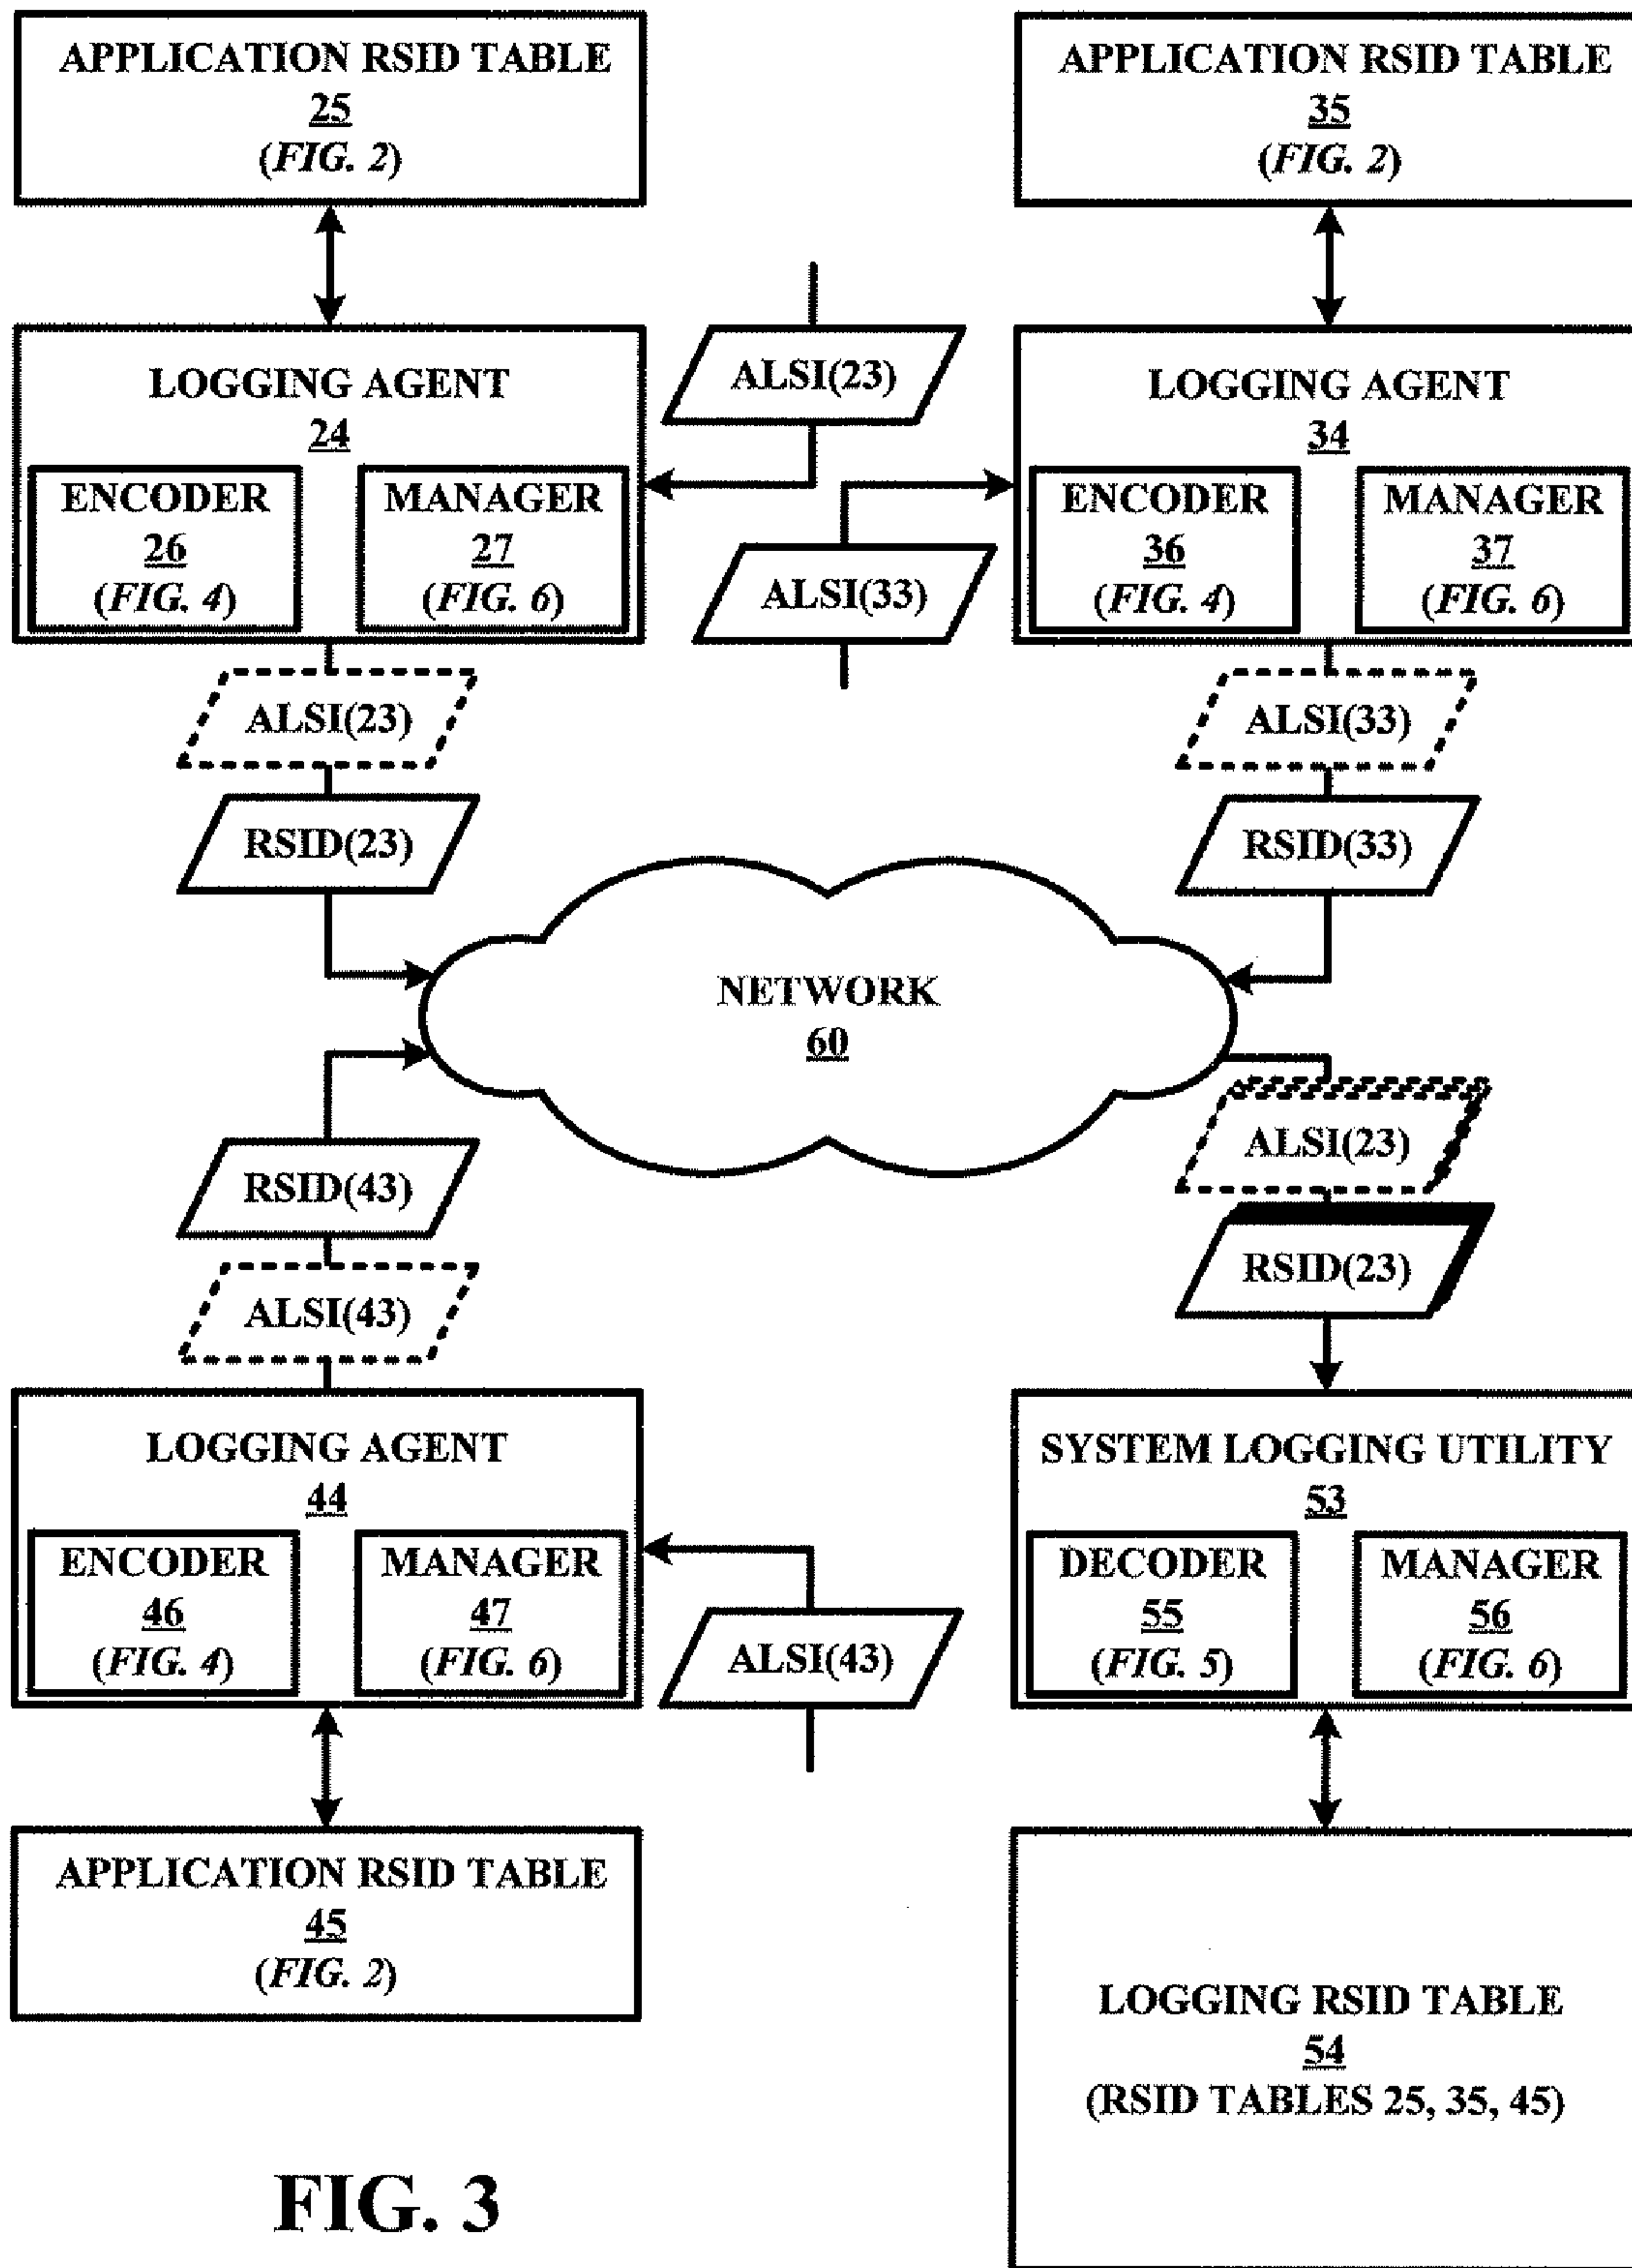 APPLICATION RSID TABLE
25
(FIG. 2)
APPLICATION RSID TABLE
35
(FIG. 2)
LOGGING AGENT
24
ENCODER
26
(FIG. 4)
MANAGER
27
(FIG. 6)
ALSI(23)
ALSI(33)
LOGGING AGENT
34
ENCODER
36
(FIG. 4)
MANAGER
37
(FIG. 6)
ALSI(23)
RSID(23)
ALSI(33)
RSID(33)
NETWORK
60
RSID(43)
ALSI(43)
ALSI(23)
RSID(23)
LOGGING AGENT
44
ENCODER
46
(FIG. 4)
MANAGER
47
(FIG. 6)
ALSI(43)
SYSTEM LOGGING UTILITY
53
DECODER
55
(FIG. 5)
MANAGER
56
(FIG. 6)
APPLICATION RSID TABLE
45
(FIG. 2)
LOGGING RSID TABLE
54
(RSID TABLES 25, 35, 45)
FIG. 3